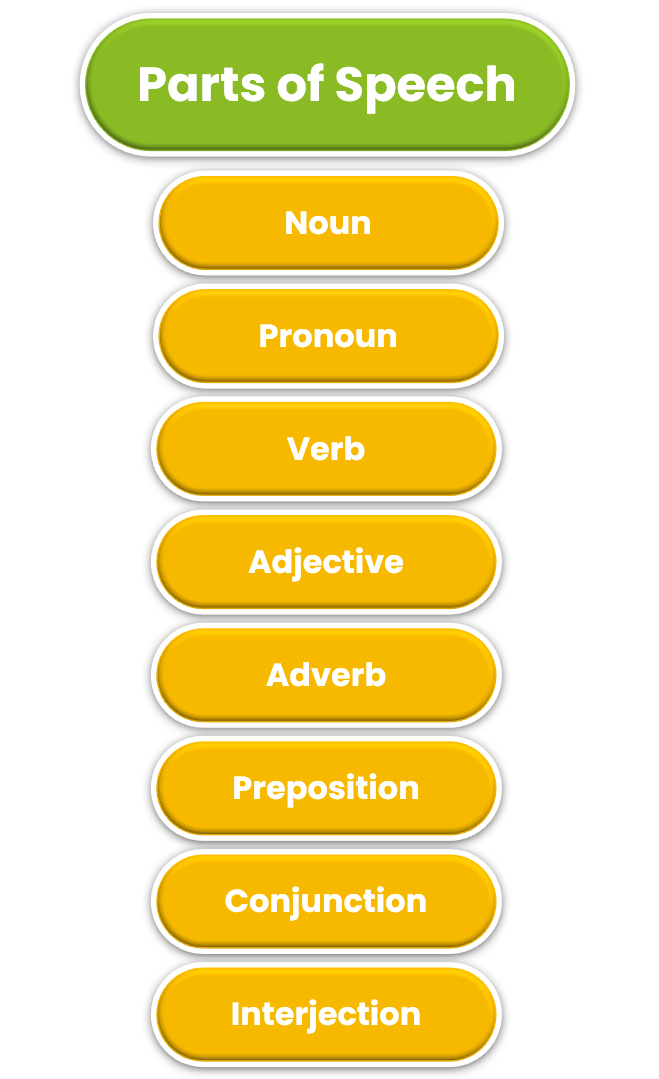 Parts of Speech
Noun
Pronoun
Verb
Adjective
Adverb
Preposition
Conjunction
Interjection